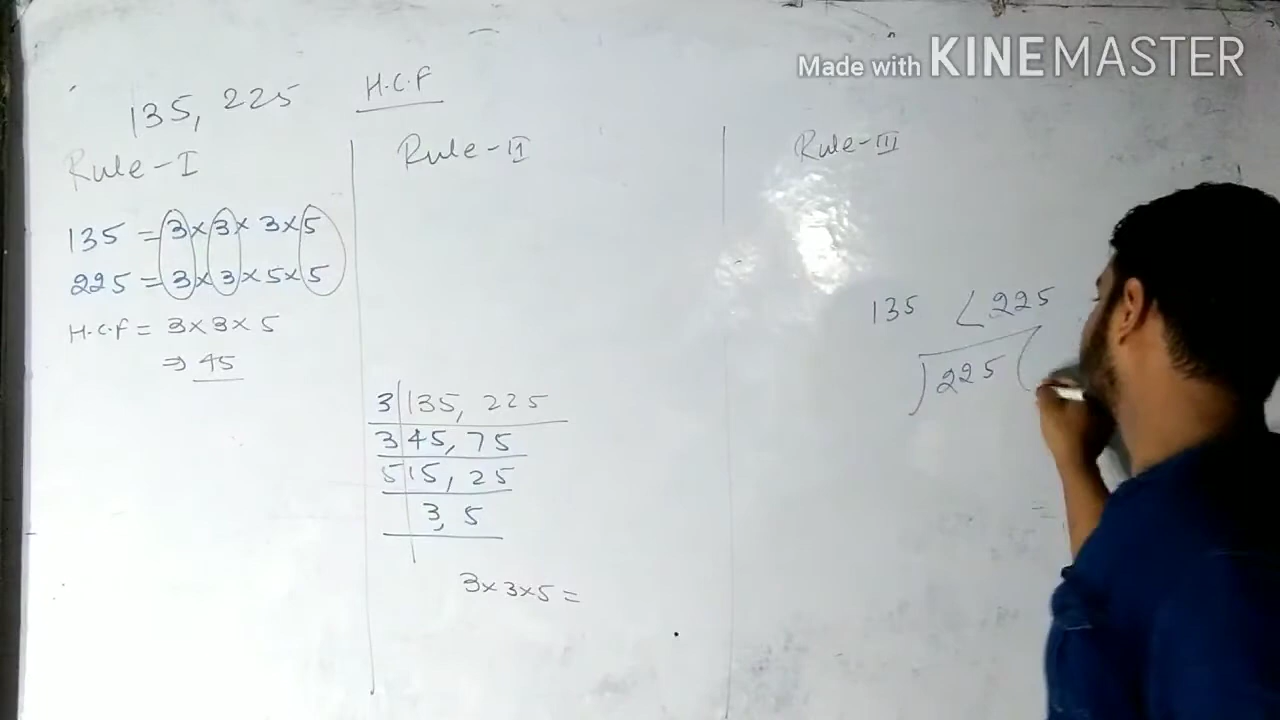 Made with KINEMASTER
135, 225 H.C.F
Rule-I
135 = 3×3×3×5
225 = 3×3×5×5
H.C.F = 3×3×5
⇒ 45
Rule-II
3 135, 225
3 45, 75
5 15, 25
3, 5
3×3×5 =
Rule-III
135 < 225
)225(